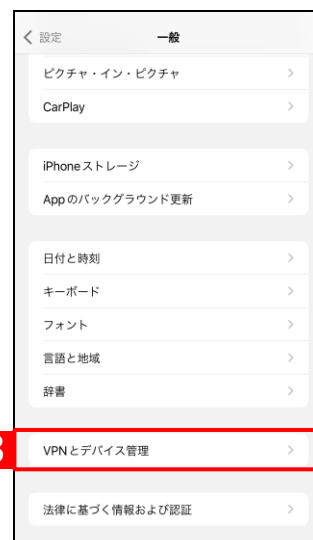 設定 一般
ピクチャ・イン・ピクチャ
CarPlay
iPhoneストレージ
Appのバックグラウンド更新
日付と時刻
キーボード
フォント
言語と地域
辞書
VPNとデバイス管理
法律に基づく情報および認証